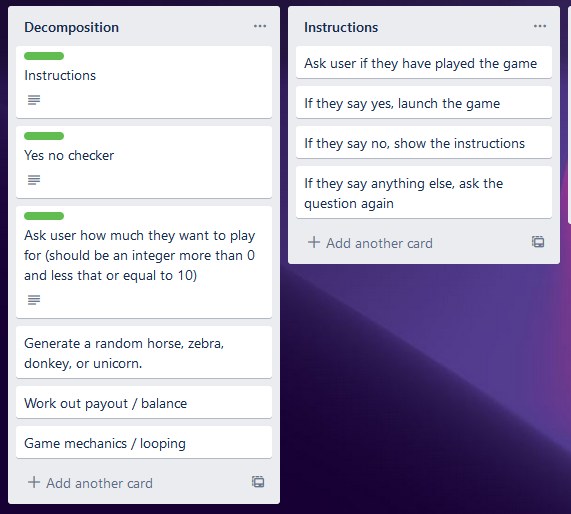 Decomposition
Instructions
Yes no checker
Ask user how much they want to play
for (should be an integer more than 0
and less that or equal to 10)
Generate a random horse, zebra,
donkey, or unicorn.
Work out payout / balance
Game mechanics / looping
+ Add another card
Instructions
Ask user if they have played the game
If they say yes, launch the game
If they say no, show the instructions
If they say anything else, ask the
question again
+ Add another card